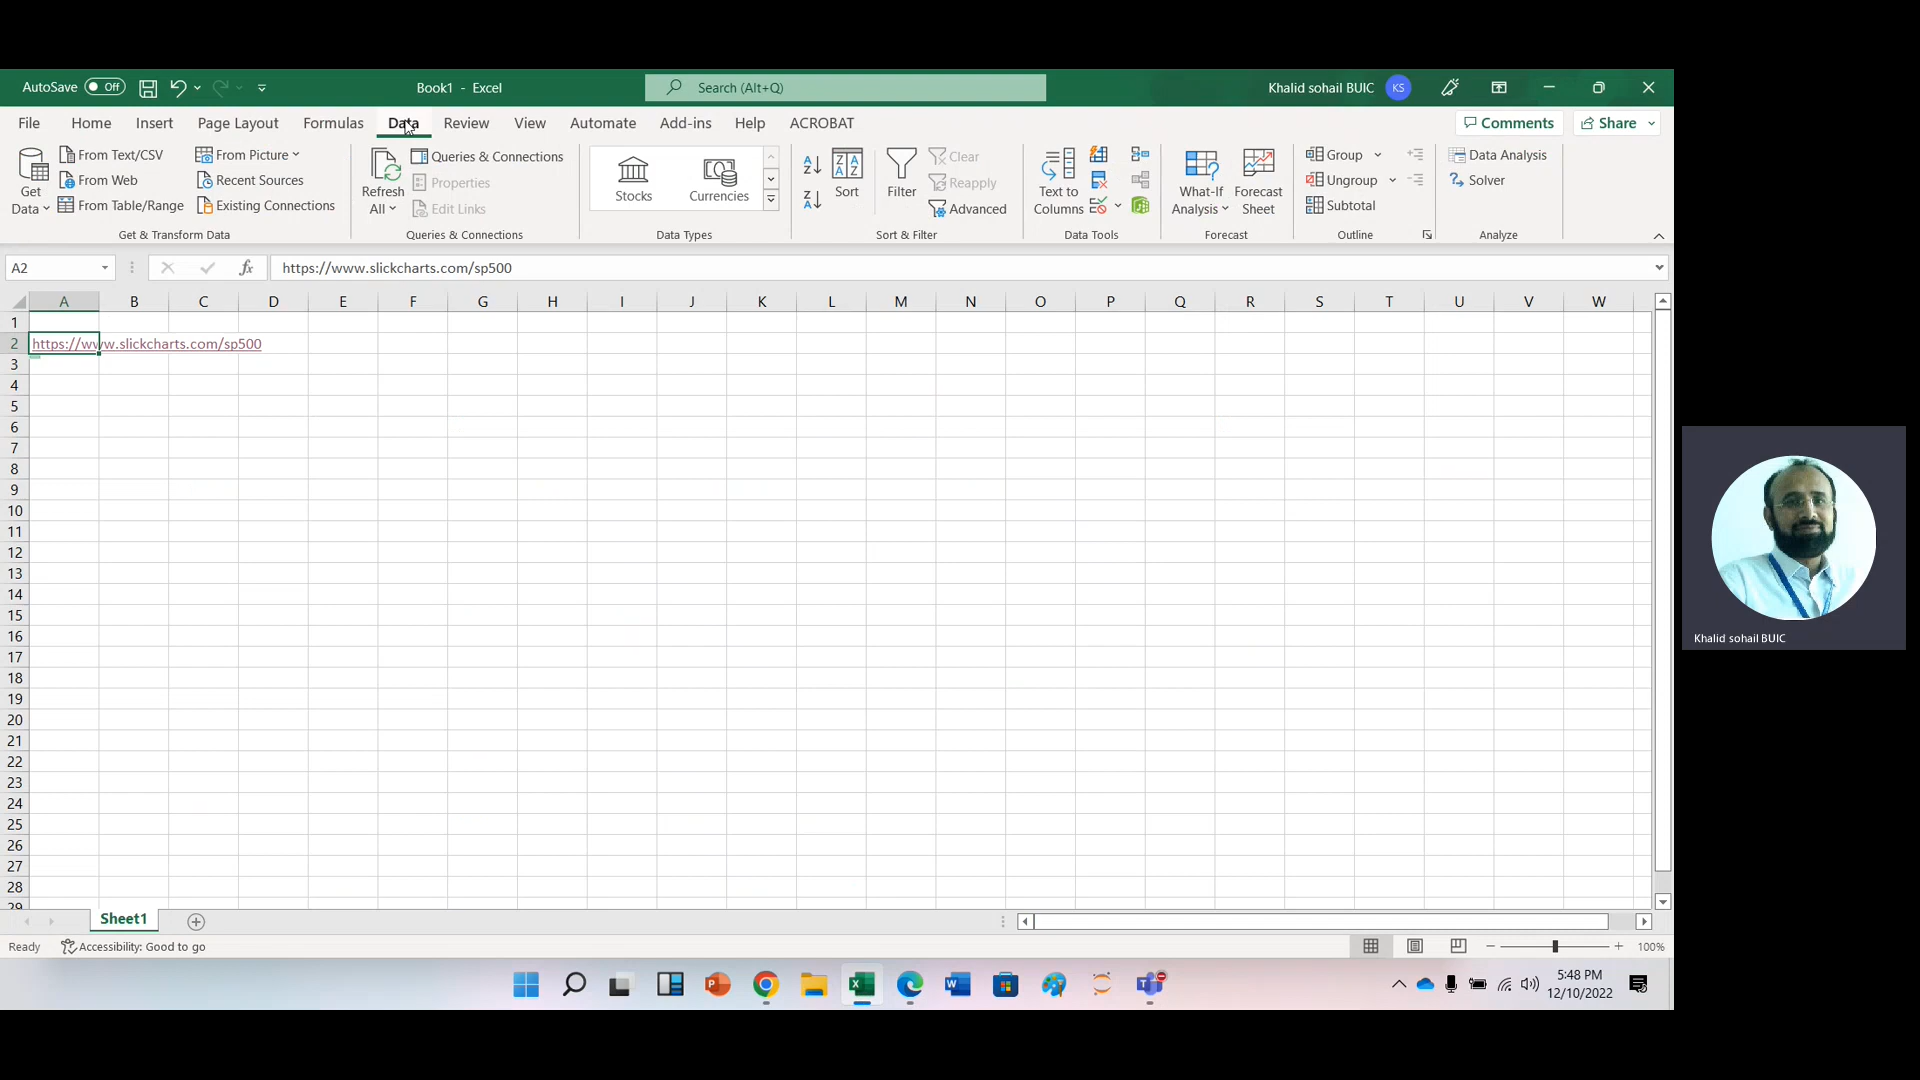 AutoSave Off Book1 - Excel Search (Alt+Q) Khalid sohail BUIC KS
File Home Insert Page Layout Formulas Data Review View Automate Add-ins Help ACROBAT Comments Share
Get Data
From Text/CSV
From Web
From Table/Range
From Picture
Recent Sources
Existing Connections
Get & Transform Data
Refresh All
Queries & Connections
Properties
Edit Links
Queries & Connections
Stocks Currencies
Data Types
Sort
Filter
Clear
Reapply
Advanced
Sort & Filter
Text to Columns
Data Tools
What-If Analysis
Forecast Sheet
Forecast
Group
Ungroup
Subtotal
Outline
Data Analysis
Solver
Analyze
A2 fx https://www.slickcharts.com/sp500
A B C D E F G H I J K L M N O P Q R S T U V W
1
2 https://www.slickcharts.com/sp500
3
4
5
6
7
8
9
10
11
12
13
14
15
16
17
18
19
20
21
22
23
24
25
26
27
28
29
Sheet1
Ready Accessibility: Good to go 100%
5:48 PM
12/10/2022
Khalid sohail BUIC